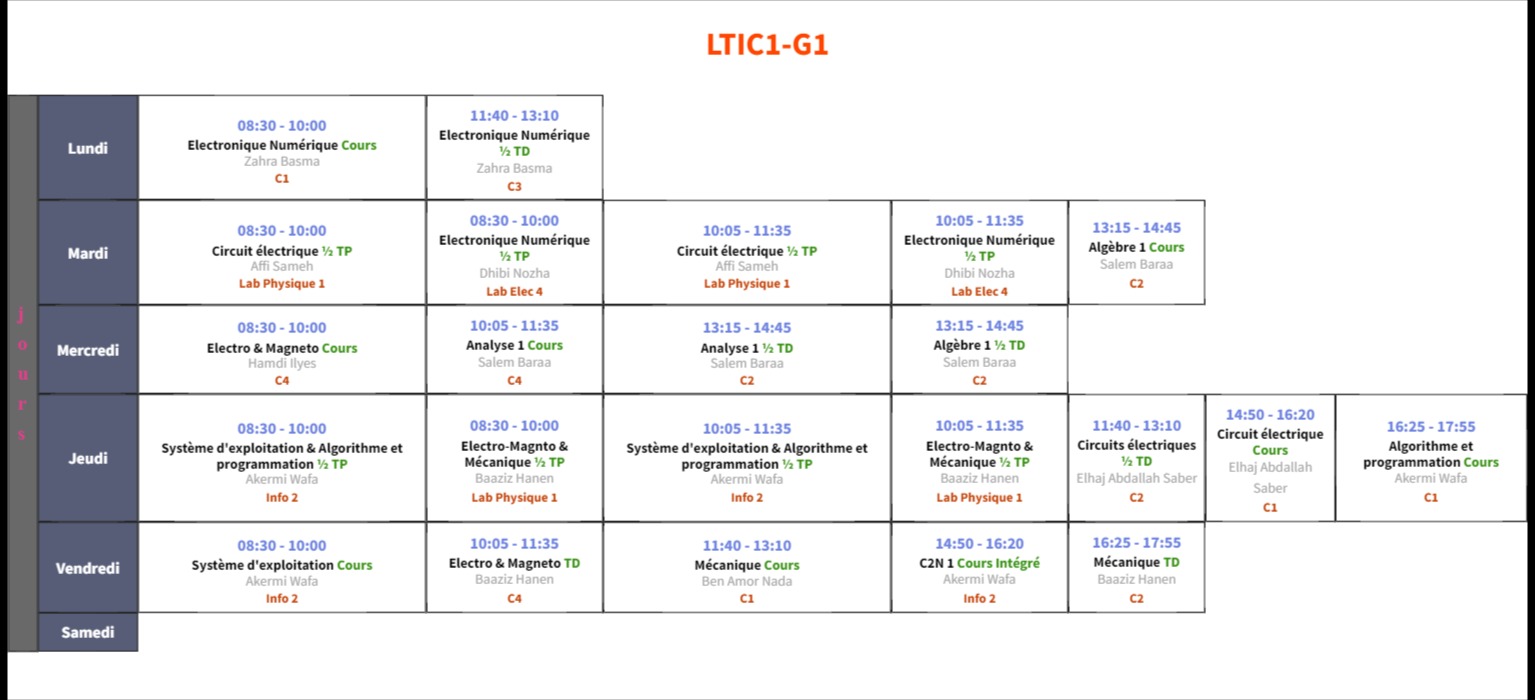 LTIC1-G1
jours
Lundi
08:30 - 10:00
Electronique Numérique Cours
Zahra Basma
C1
11:40 - 13:10
Electronique Numérique
½ TD
Zahra Basma
C3
Mardi
08:30 - 10:00
Circuit électrique ½ TP
Affi Sameh
Lab Physique 1
08:30 - 10:00
Electronique Numérique
½ TP
Dhibi Nozha
Lab Elec 4
10:05 - 11:35
Circuit électrique ½ TP
Affi Sameh
Lab Physique 1
10:05 - 11:35
Electronique Numérique
½ TP
Dhibi Nozha
Lab Elec 4
13:15 - 14:45
Algèbre 1 Cours
Salem Baraa
C2
Mercredi
08:30 - 10:00
Electro & Magneto Cours
Hamdi Ilyes
C4
10:05 - 11:35
Analyse 1 Cours
Salem Baraa
C4
13:15 - 14:45
Analyse 1 ½ TD
Salem Baraa
C2
13:15 - 14:45
Algèbre 1 ½ TD
Salem Baraa
C2
Jeudi
08:30 - 10:00
Système d'exploitation & Algorithme et
programmation ½ TP
Akermi Wafa
Info 2
08:30 - 10:00
Electro-Magnto &
Mécanique ½ TP
Baaziz Hanen
Lab Physique 1
10:05 - 11:35
Système d'exploitation & Algorithme et
programmation ½ TP
Akermi Wafa
Info 2
10:05 - 11:35
Electro-Magnto &
Mécanique ½ TP
Baaziz Hanen
Lab Physique 1
11:40 - 13:10
Circuits électriques
½ TD
Elhaj Abdallah Saber
C2
14:50 - 16:20
Circuit électrique
Cours
Elhaj Abdallah
Saber
C1
16:25 - 17:55
Algorithme et
programmation Cours
Akermi Wafa
C1
Vendredi
08:30 - 10:00
Système d'exploitation Cours
Akermi Wafa
Info 2
10:05 - 11:35
Electro & Magneto TD
Baaziz Hanen
C4
11:40 - 13:10
Mécanique Cours
Ben Amor Nada
C1
14:50 - 16:20
C2N 1 Cours Intégré
Akermi Wafa
Info 2
16:25 - 17:55
Mécanique TD
Baaziz Hanen
C2
Samedi